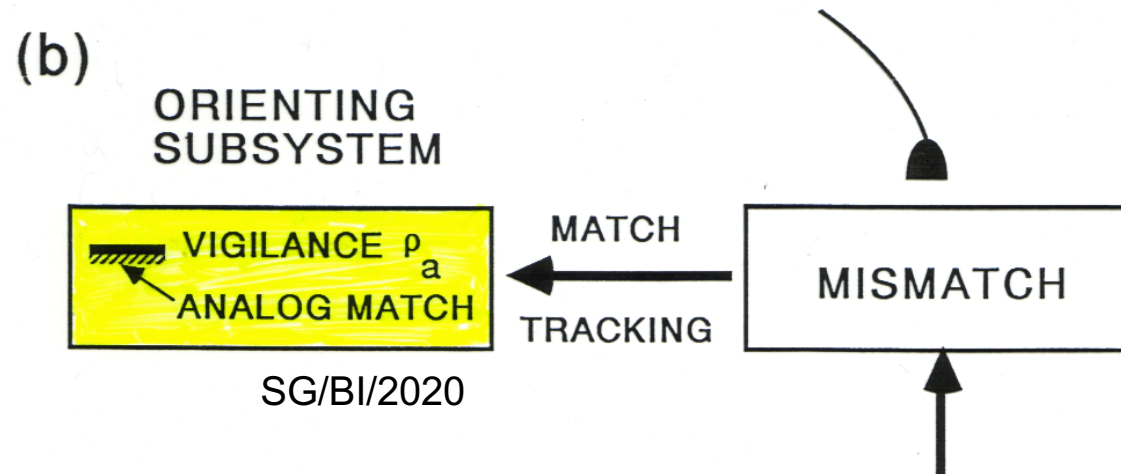 (b)
ORIENTING
SUBSYSTEM
VIGILANCE ρa
ANALOG MATCH
MATCH
TRACKING
MISMATCH
SG/BI/2020